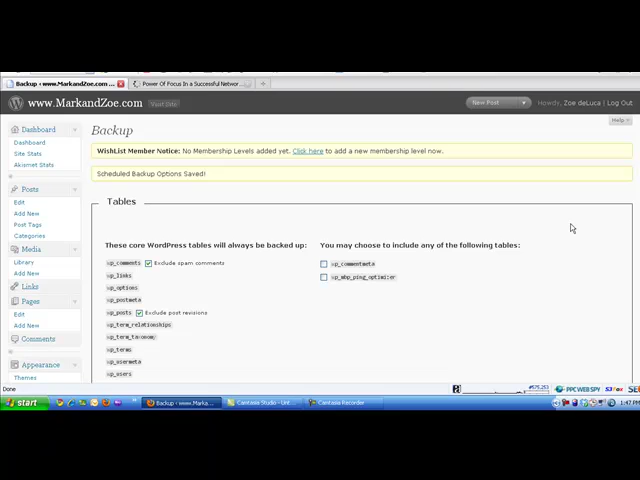 Backup ‹ www.MarkandZoe.com ...
Power Of Focus In a Successful Networ...
www.MarkandZoe.com
Visit Site
New Post
Howdy, Zoe deLuca | Log Out
Help
Dashboard
Dashboard
Site Stats
Akismet Stats
Posts
Edit
Add New
Post Tags
Categories
Media
Library
Add New
Links
Pages
Edit
Add New
Comments
Appearance
Themes
Backup
WishList Member Notice: No Membership Levels added yet. Click here to add a new membership level now.
Scheduled Backup Options Saved!
Tables
These core WordPress tables will always be backed up:
wp_comments Exclude spam comments
wp_links
wp_options
wp_postmeta
wp_posts Exclude post revisions
wp_term_relationships
wp_term_taxonomy
wp_terms
wp_usermeta
wp_users
You may choose to include any of the following tables:
wp_commentmeta
wp_mbp_ping_optimizer
Done
PPC WEB SPY
start
Backup ‹ www.Marka...
Camtasia Studio - Unt...
Camtasia Recorder
1:47 PM